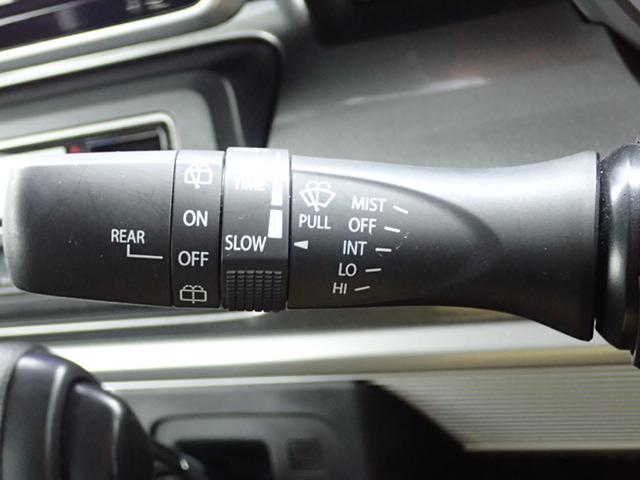 REAR
ON
OFF
TIME
SLOW
PULL
MIST
OFF
INT
LO
HI